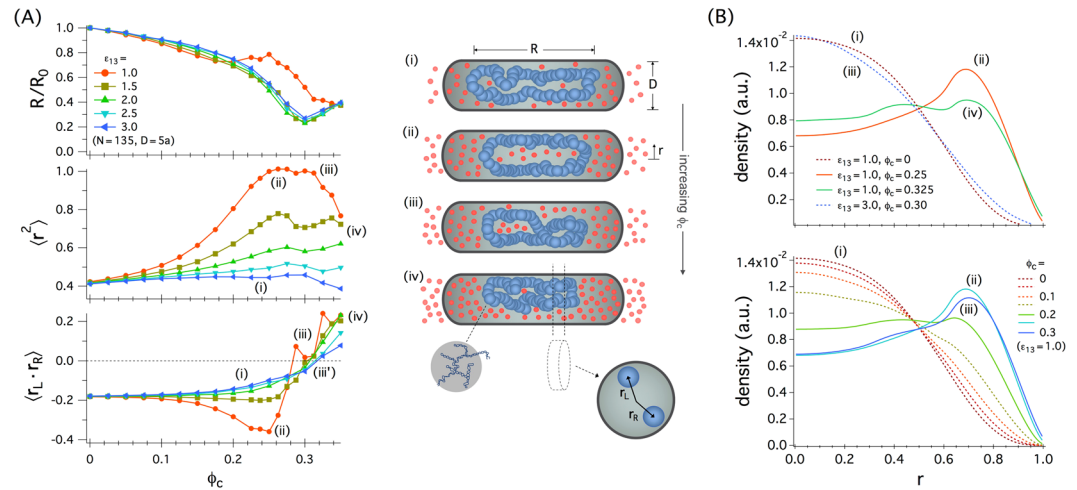 (A)
R/R₀
1.0
0.8
0.6
0.4
0.2
0.0
ε₁₃ =
1.0
1.5
2.0
2.5
3.0
(N=135, D=5a)
⟨r²⟩
1.0
0.8
0.6
0.4
(ii)
(iii)
(iv)
(i)
⟨r_L · r_R⟩
0.2
0.0
-0.2
-0.4
(iii)
(iv)
(i)
(iii')
(ii)
0
0.1
0.2
0.3
ϕ_c
R
(i)
D
(ii)
r
(iii)
(iv)
increasing ϕ_c
r_L
r_R
(B)
density (a.u.)
1.4x10⁻²
1.2
1.0
0.8
0.6
0.4
0.2
(i)
(ii)
(iii)
(iv)
ε₁₃ = 1.0, ϕ_c = 0
ε₁₃ = 1.0, ϕ_c = 0.25
ε₁₃ = 1.0, ϕ_c = 0.325
ε₁₃ = 3.0, ϕ_c = 0.30
density (a.u.)
1.4x10⁻²
1.2
1.0
0.8
0.6
0.4
0.2
0.0
(i)
(ii)
(iii)
ϕ_c =
0
0.1
0.2
0.3
(ε₁₃ = 1.0)
0.0
0.2
0.4
0.6
0.8
1.0
r